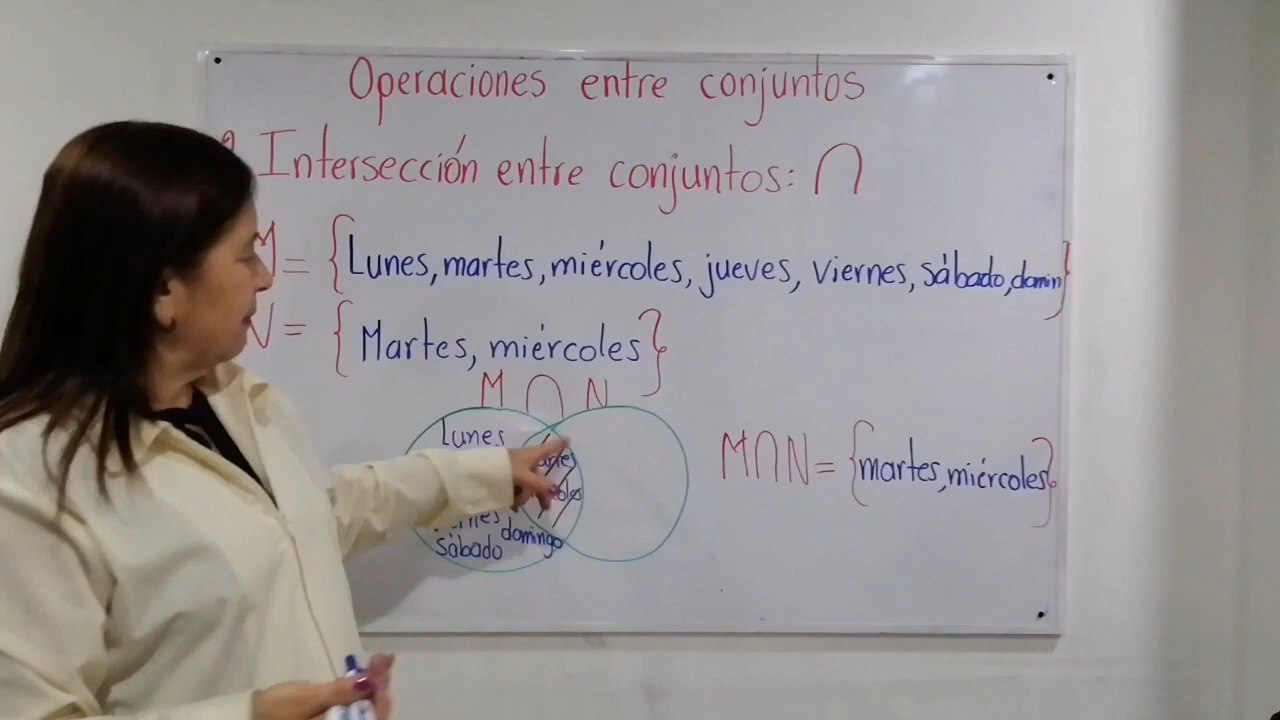 Operaciones entre conjuntos
Intersección entre conjuntos: ∩
M = {Lunes, martes, miércoles, jueves, viernes, sábado, domin}
N = {Martes, miércoles}
M ∩ N
Lunes
domingo
sábado
M∩N = {martes, miércoles}